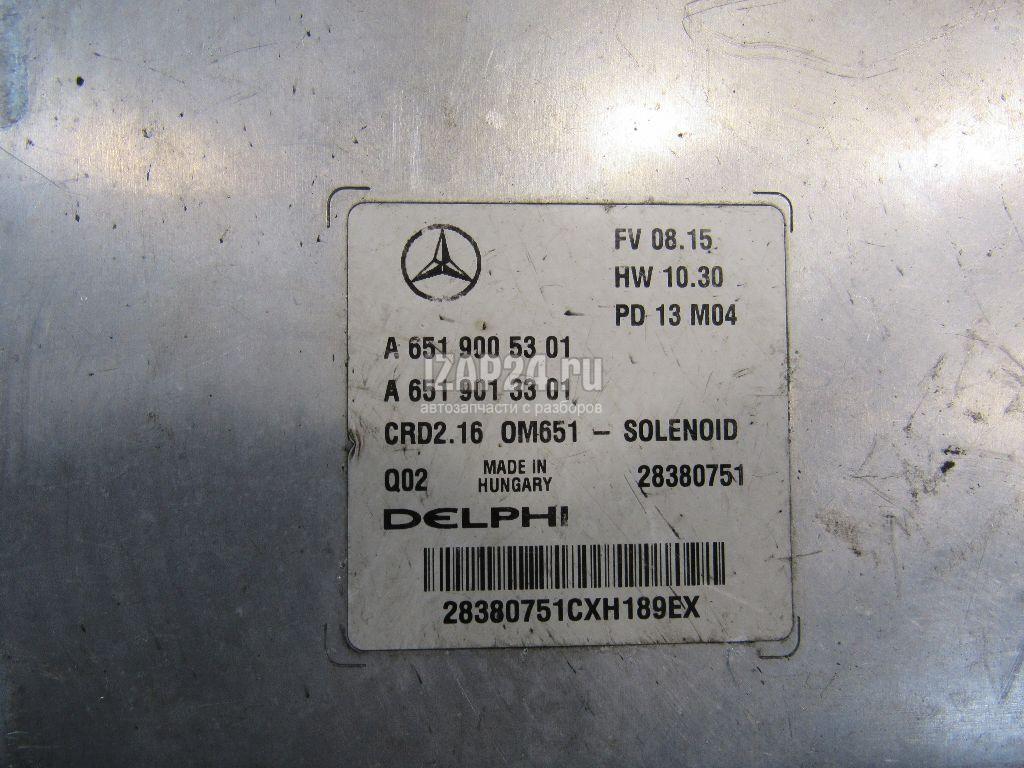 FV 08.15
HW 10.30
PD 13 M04
A 651 900 53 01
A 651 901 33 01
IZAP24.ru
автозапчасти с разборов
CRD2.16 OM651 – SOLENOID
Q02 MADE IN HUNGARY 28380751
DELPHI
28380751CXH189EX